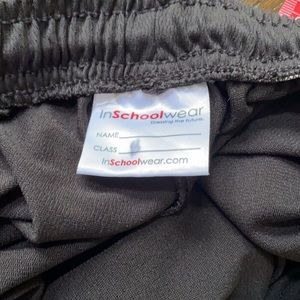 InSchoolwear
Dressing the future.
NAME
CLASS
InSchoolwear.com